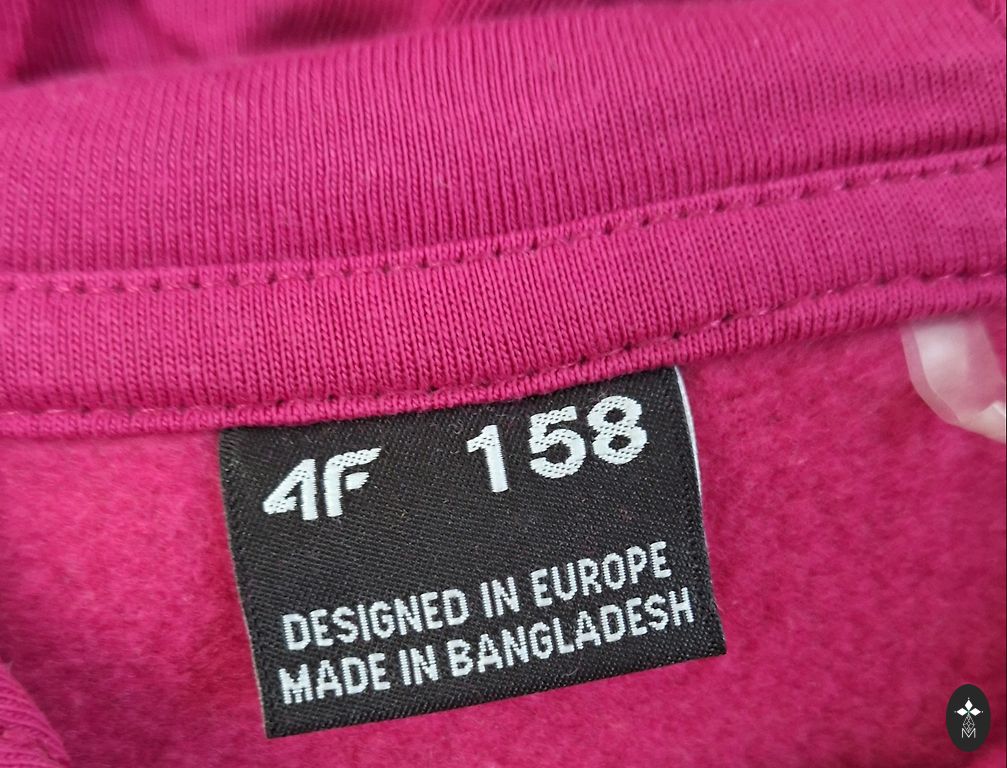 4F 158
DESIGNED IN EUROPE
MADE IN BANGLADESH
M